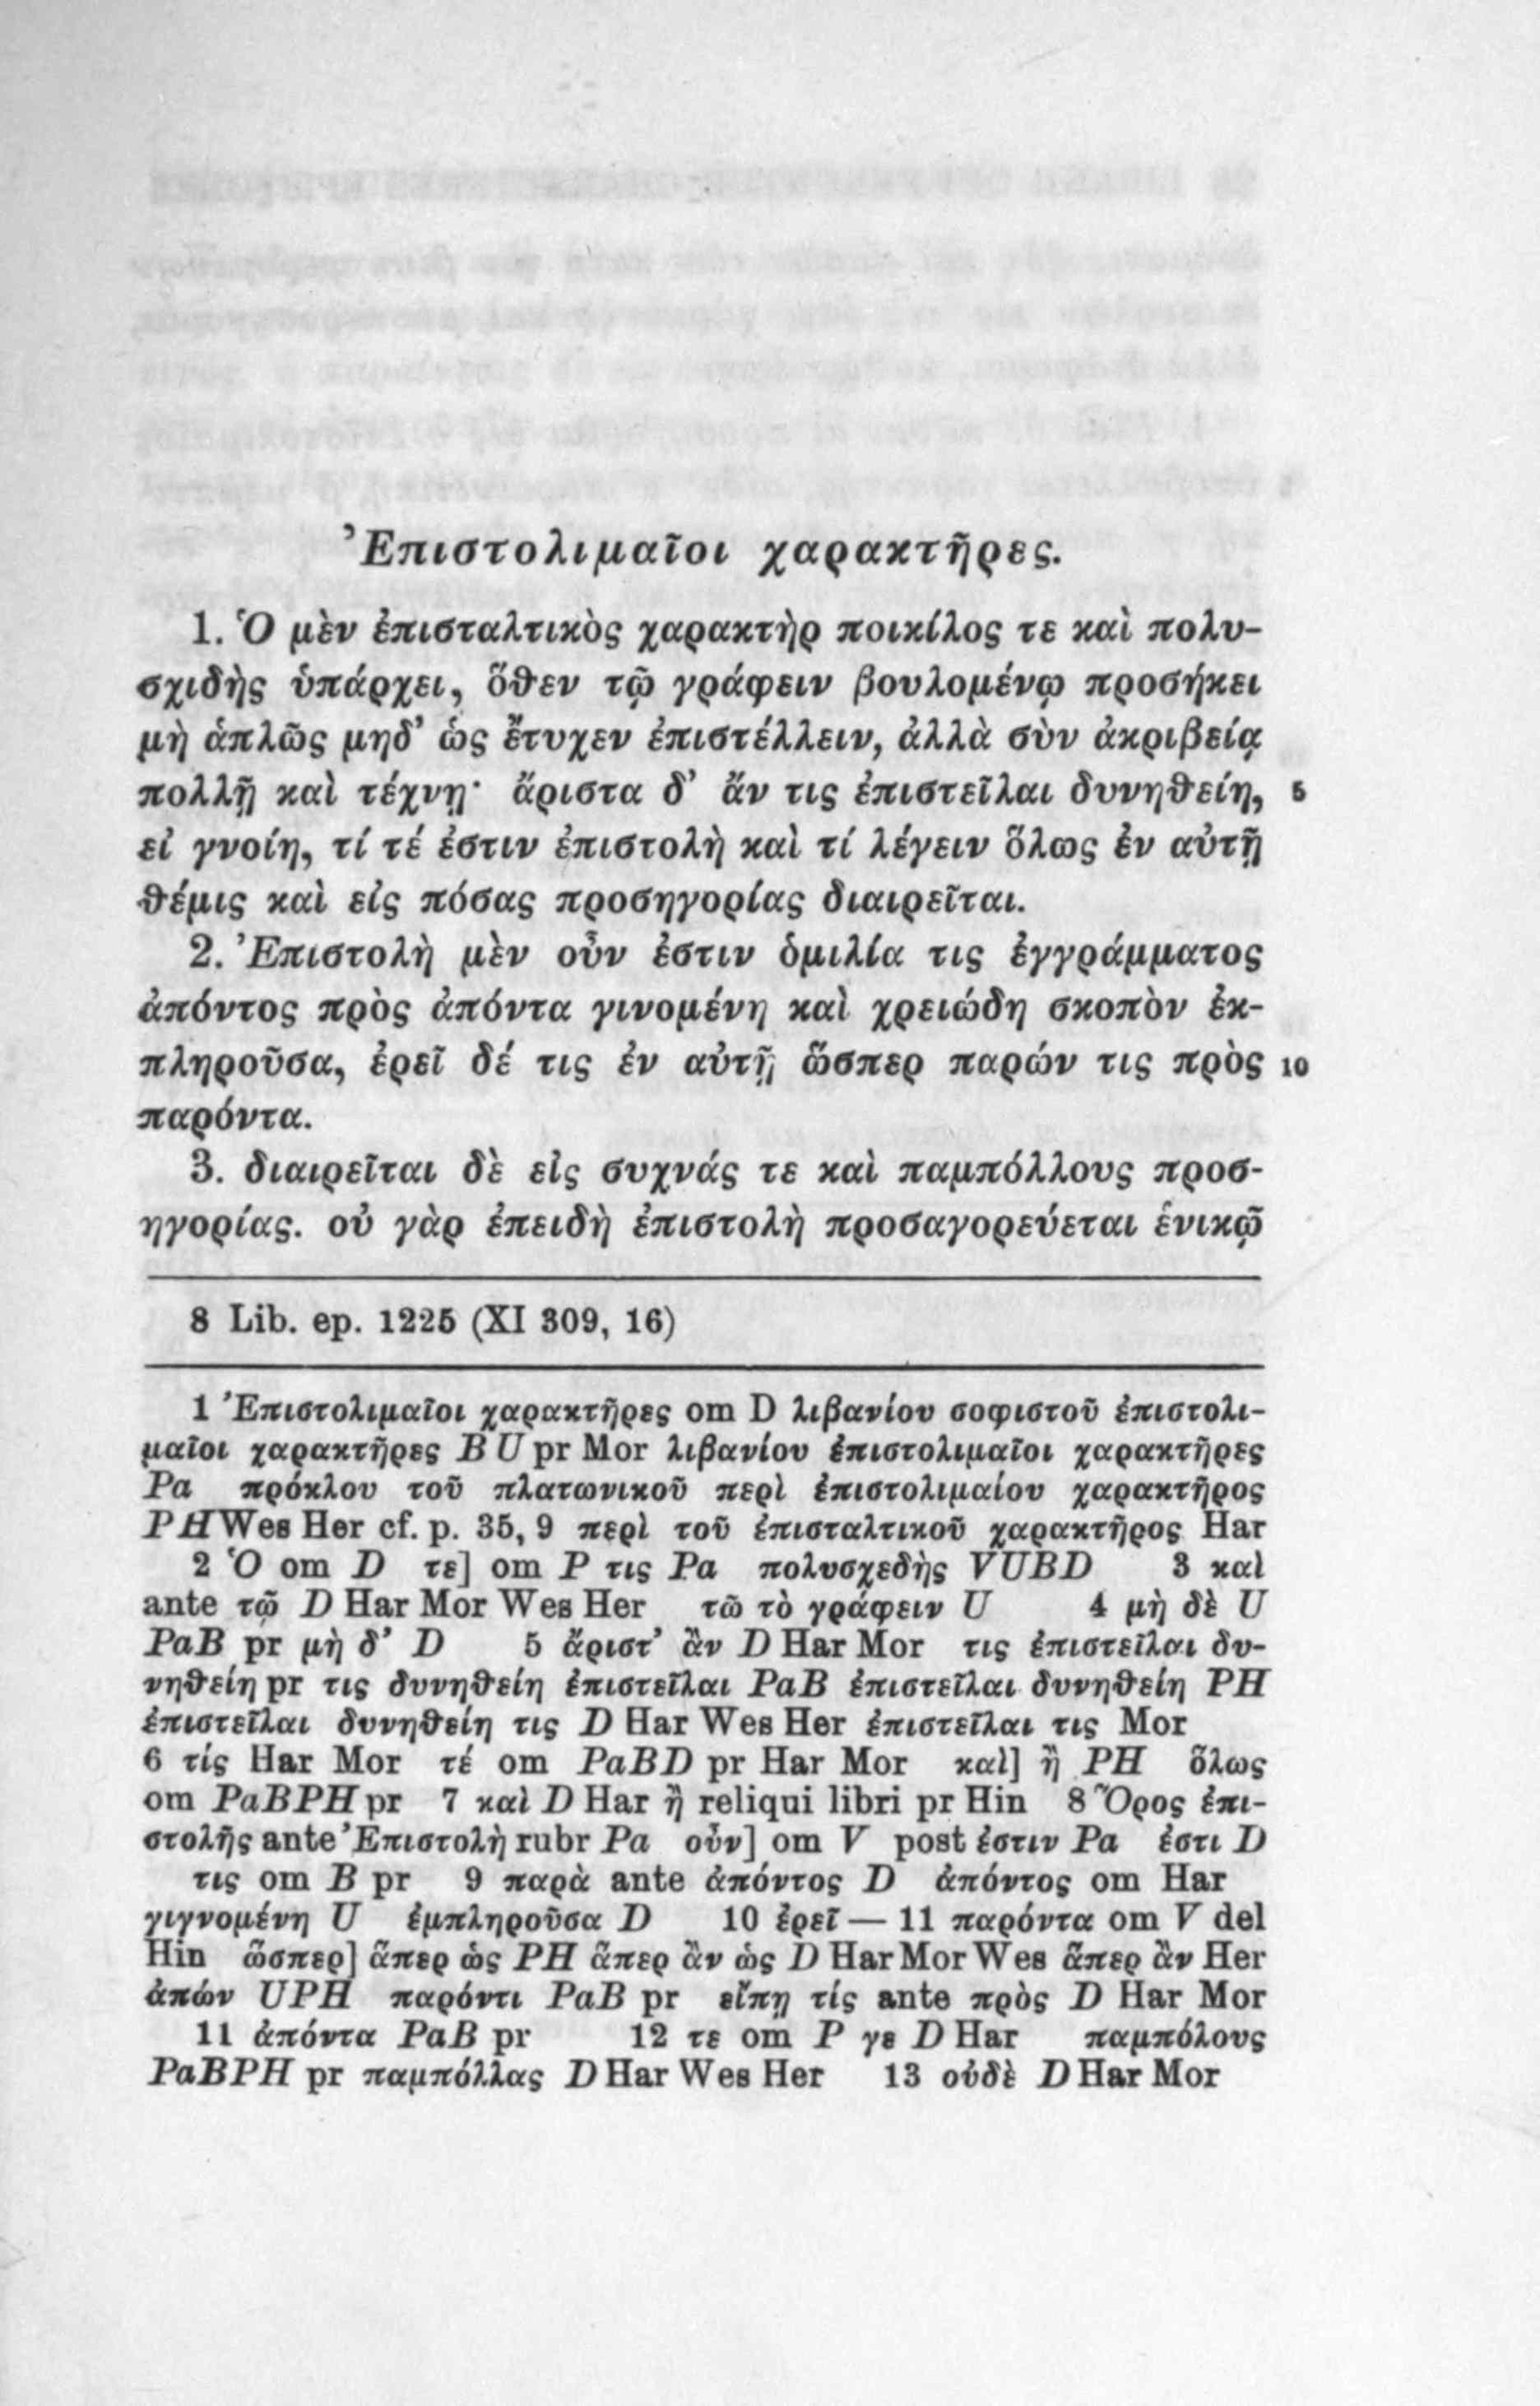 Ἐπιστολιμαῖοι χαρακτῆρες.
1. Ὁ μὲν ἐπισταλτικὸς χαρακτὴρ ποικίλος τε καὶ πολυ-
σχιδὴς ὑπάρχει, ὅθεν τῷ γράφειν βουλομένῳ προσήκει
μὴ ἁπλῶς μηδ’ ὡς ἔτυχεν ἐπιστέλλειν, ἀλλὰ σὺν ἀκριβείᾳ
πολλῇ καὶ τέχνῃ· ἄριστα δ’ ἄν τις ἐπιστεῖλαι δυνηθείη, 5
εἰ γνοίη, τί τέ ἐστιν ἐπιστολὴ καὶ τί λέγειν ὅλως ἐν αὐτῇ
θέμις καὶ εἰς πόσας προσηγορίας διαιρεῖται.
2. Ἐπιστολὴ μὲν οὖν ἐστιν ὁμιλία τις ἐγγράμματος
ἀπόντος πρὸς ἀπόντα γινομένη καὶ χρειώδη σκοπὸν ἐκ-
πληροῦσα, ἐρεῖ δέ τις ἐν αὐτῇ ὥσπερ παρών τις πρὸς 10
παρόντα.
3. διαιρεῖται δὲ εἰς συχνάς τε καὶ παμπόλλους προσ-
ηγορίας. οὐ γὰρ ἐπειδὴ ἐπιστολὴ προσαγορεύεται ἑνικῷ
8 Lib. ep. 1225 (XI 309, 16)
1 Ἐπιστολιμαῖοι χαρακτῆρες om D λιβανίου σοφιστοῦ ἐπιστολι-
μαῖοι χαρακτῆρες B U pr Mor λιβανίου ἐπιστολιμαῖοι χαρακτῆρες
Pa πρόκλου τοῦ πλατωνικοῦ περὶ ἐπιστολιμαίου χαρακτῆρος
PH Wes Her cf. p. 35, 9 περὶ τοῦ ἐπισταλτικοῦ χαρακτῆρος Har
2 Ὁ om D τε] om P τις Pa πολυσχεδὴς VUBD 3 καὶ
ante τῷ D Har Mor Wes Her τῶ τὸ γράφειν U 4 μὴ δὲ U
PaB pr μὴ δ’ D 5 ἄριστ’ ἂν D Har Mor τις ἐπιστεῖλαι δυ-
νηθείη pr τις δυνηθείη ἐπιστεῖλαι PaB ἐπιστεῖλαι δυνηθείη PH
ἐπιστεῖλαι δυνηθείη τις D Har Wes Her ἐπιστεῖλαι τις Mor
6 τίς Har Mor τέ om PaBD pr Har Mor καὶ] ἢ PH ὅλως
om PaBPH pr 7 καὶ D Har ἢ reliqui libri pr Hin 8 Ὅρος ἐπι-
στολῆς ante Ἐπιστολὴ rubr Pa οὖν] om V post ἐστιν Pa ἐστι D
τις om B pr 9 παρὰ ante ἀπόντος D ἀπόντος om Har
γιγνομένη U ἐμπληροῦσα D 10 ἐρεῖ — 11 παρόντα om V del
Hin ὥσπερ] ἅπερ ὡς PH ἅπερ ἂν ὡς D Har Mor Wes ἅπερ ἂν Her
ἀπών UPH παρόντι PaB pr εἴπῃ τίς ante πρὸς D Har Mor
11 ἀπόντα PaB pr 12 τε om P γε D Har παμπόλους
PaBPH pr παμπόλλας D Har Wes Her 13 οὐδὲ D Har Mor